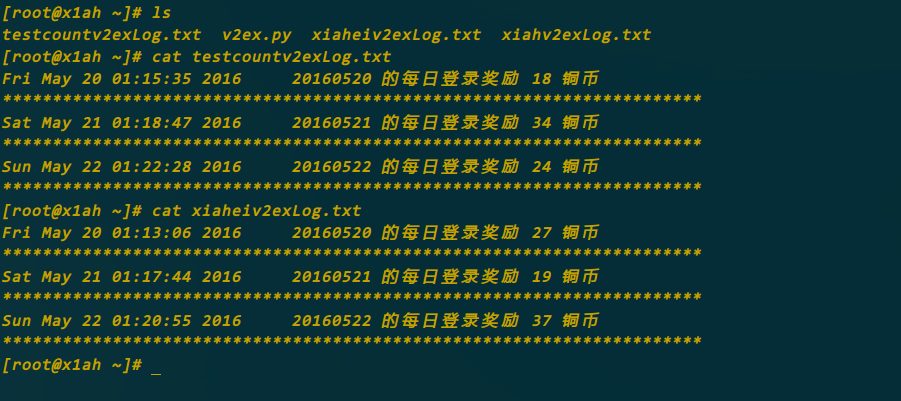 [root@x1ah ~]# ls
testcountv2exLog.txt  v2ex.py  xiaheiv2exLog.txt  xiahv2exLog.txt
[root@x1ah ~]# cat testcountv2exLog.txt
Fri May 20 01:15:35 2016     20160520 的每日登录奖励 18 铜币
**********************************************************************
Sat May 21 01:18:47 2016     20160521 的每日登录奖励 34 铜币
**********************************************************************
Sun May 22 01:22:28 2016     20160522 的每日登录奖励 24 铜币
**********************************************************************
[root@x1ah ~]# cat xiaheiv2exLog.txt
Fri May 20 01:13:06 2016     20160520 的每日登录奖励 27 铜币
**********************************************************************
Sat May 21 01:17:44 2016     20160521 的每日登录奖励 19 铜币
**********************************************************************
Sun May 22 01:20:55 2016     20160522 的每日登录奖励 37 铜币
**********************************************************************
[root@x1ah ~]# _